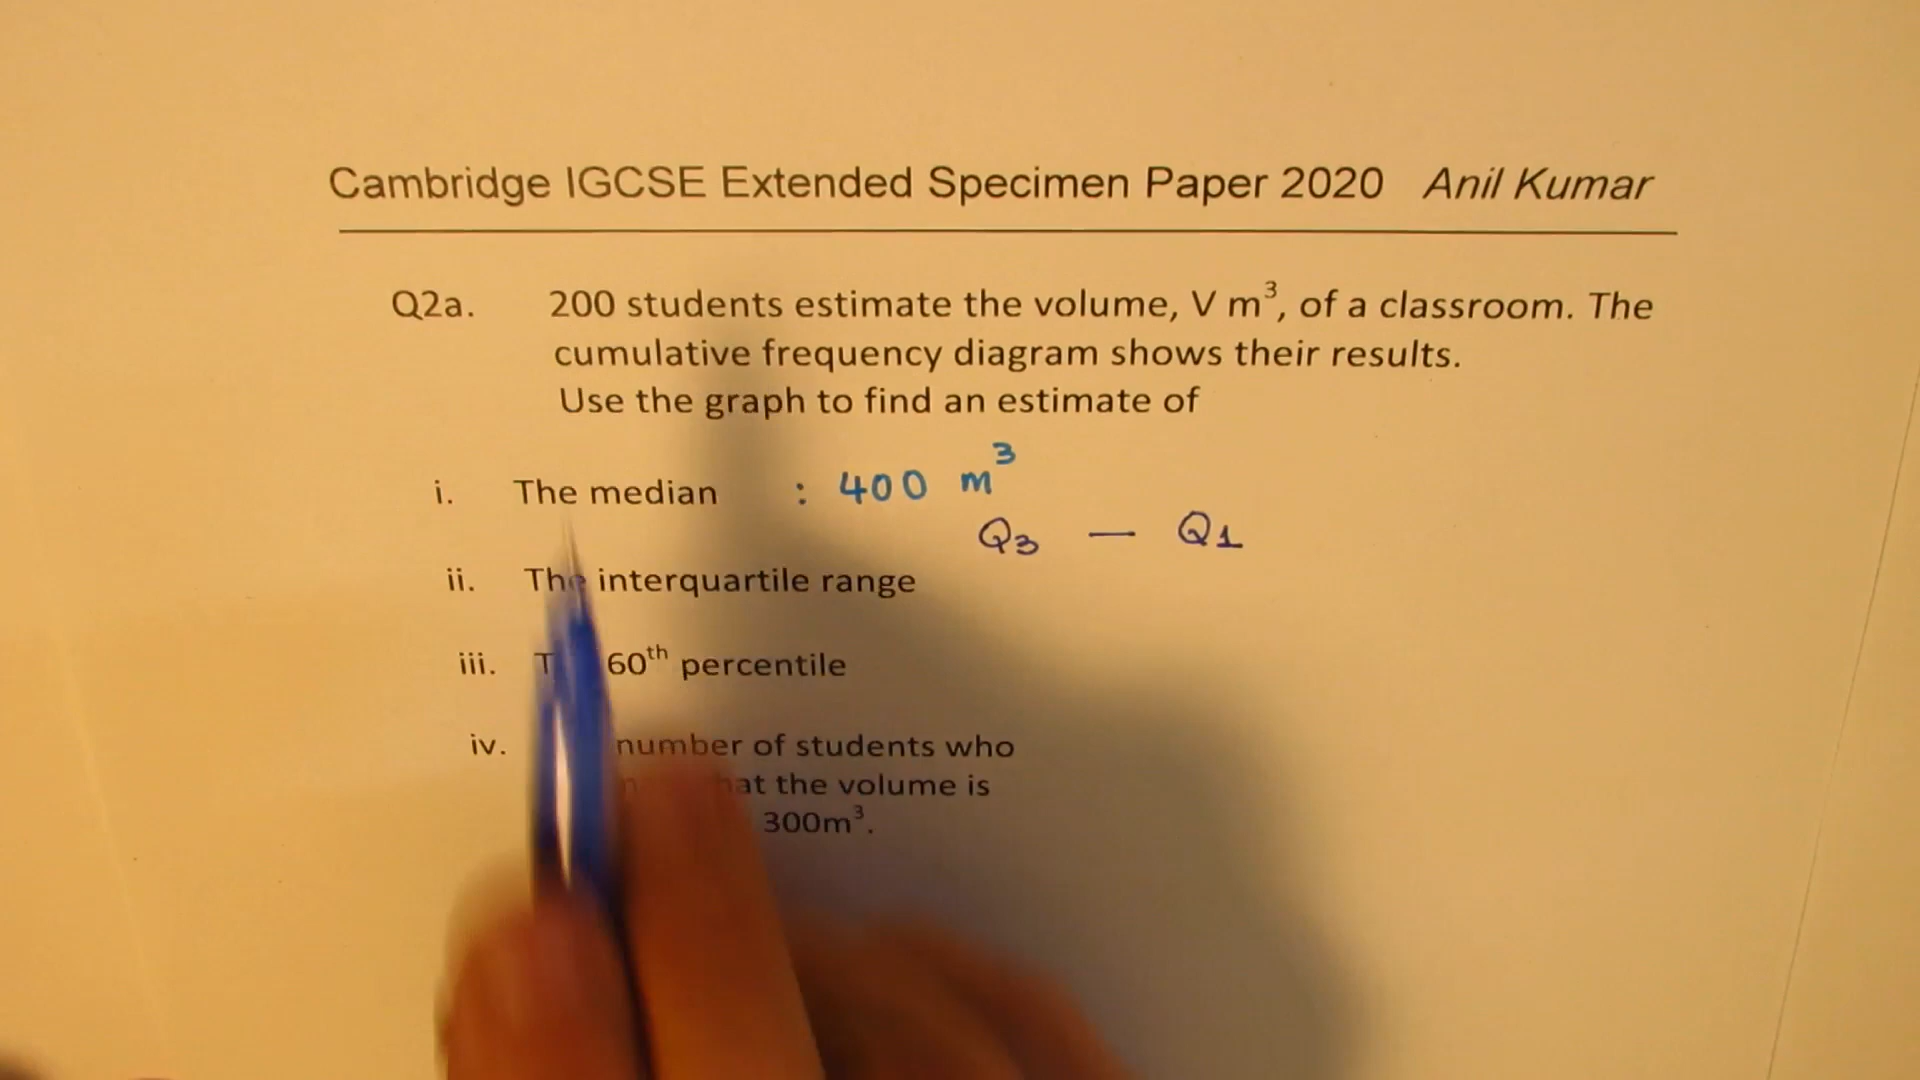 Cambridge IGCSE Extended Specimen Paper 2020 Anil Kumar
Q2a. 200 students estimate the volume, V m³, of a classroom. The
cumulative frequency diagram shows their results.
Use the graph to find an estimate of
i. The median : 400 m³
Q₃ — Q₁
ii. The interquartile range
iii. 60th percentile
iv. number of students who
the volume is
300m³.